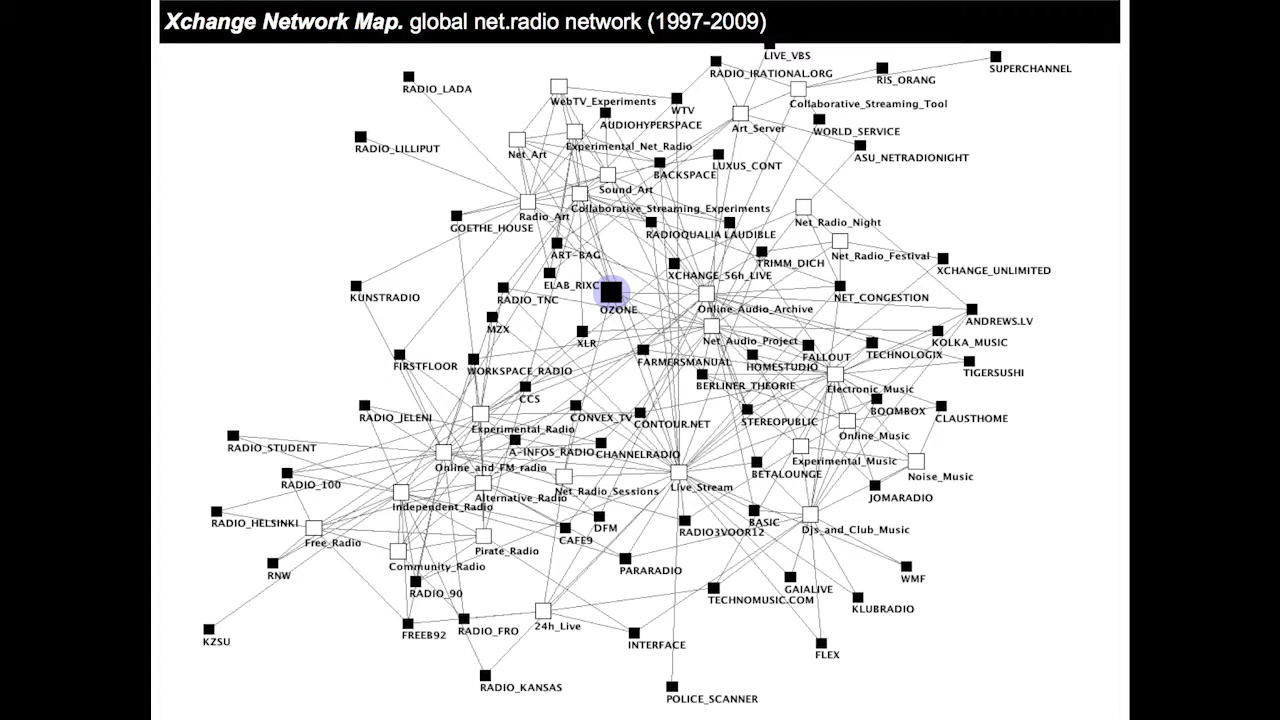 Xchange Network Map. global net.radio network (1997-2009)
LIVE_VBS
SUPERCHANNEL
RADIO_IRATIONAL.ORG
RIS_ORANG
RADIO_LADA
WebTV_Experiments
WTV
Collaborative_Streaming_Tool
AUDIOHYPERSPACE
Art_Server
WORLD_SERVICE
RADIO_LILLIPUT
Net_Art
Experimental_Net_Radio
ASU_NETRADIONIGHT
BACKSPACE
LUXUS_CONT
Sound_Art
Radio_Art
Collaborative_Streaming_Experiments
GOETHE_HOUSE
RADIOQUALIA
LAUDIBLE
Net_Radio_Night
ART-BAG
TRIMM_DICH
Net_Radio_Festival
XCHANGE_56h_LIVE
XCHANGE_UNLIMITED
ELAB_RIXC
KUNSTRADIO
RADIO_TNC
NET_CONGESTION
OZONE
Online_Audio_Archive
ANDREWS.LV
MZX
XLR
Net_Audio_Project
KOLKA_MUSIC
FIRSTFLOOR
WORKSPACE_RADIO
FARMERSMANUAL
HOMESTUDIO
FALLOUT
TECHNOLOGIX
TIGERSUSHI
CCS
BERLINER_THEORIE
Electronic_Music
RADIO_JELENI
CONVEX_TV
CONTOUR.NET
STEREOPUBLIC
BOOMBOX
CLAUSTHOME
Experimental_Radio
Online_Music
RADIO_STUDENT
A-INFOS_RADIO
CHANNELRADIO
Online_and_FM_radio
Experimental_Music
BETALOUNGE
Noise_Music
RADIO_100
Alternative_Radio
Net_Radio_Sessions
Live_Stream
JOMARADIO
Independent_Radio
RADIO_HELSINKI
Free_Radio
DFM
CAFE9
RADIO3VOOR12
BASIC
Djs_and_Club_Music
Pirate_Radio
Community_Radio
RNW
PARARADIO
WMF
RADIO_90
TECHNOMUSIC.COM
GAIALIVE
KLUBRADIO
KZSU
FREEB92
RADIO_FRO
24h_Live
INTERFACE
FLEX
RADIO_KANSAS
POLICE_SCANNER